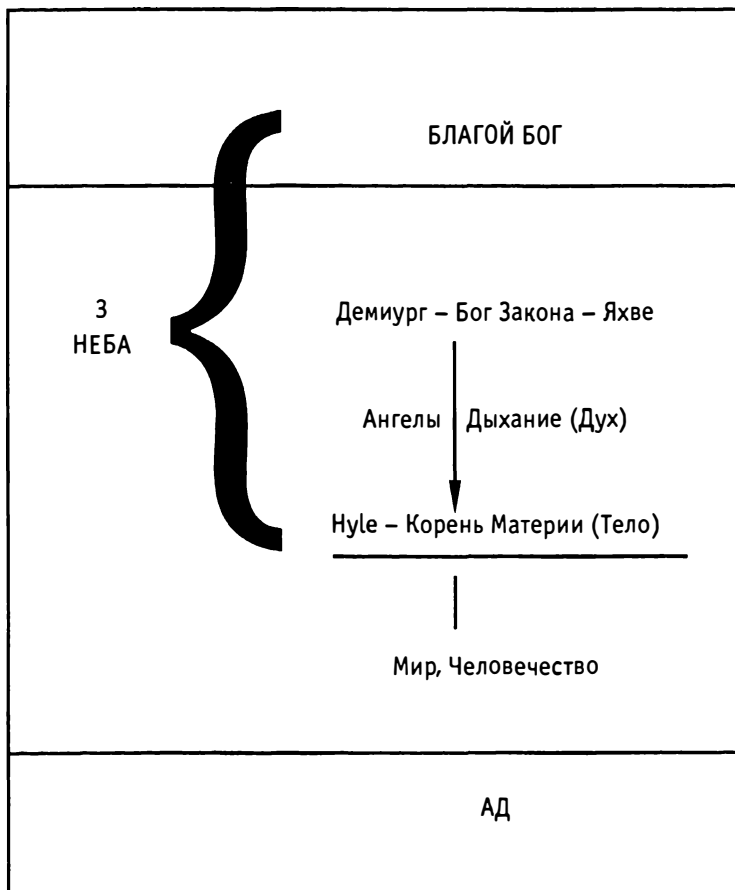 БЛАГОЙ БОГ
3
НЕБА
Демиург – Бог Закона – Яхве
Ангелы Дыхание (Дух)
Hyle – Корень Материи (Тело)
Мир, Человечество
АД